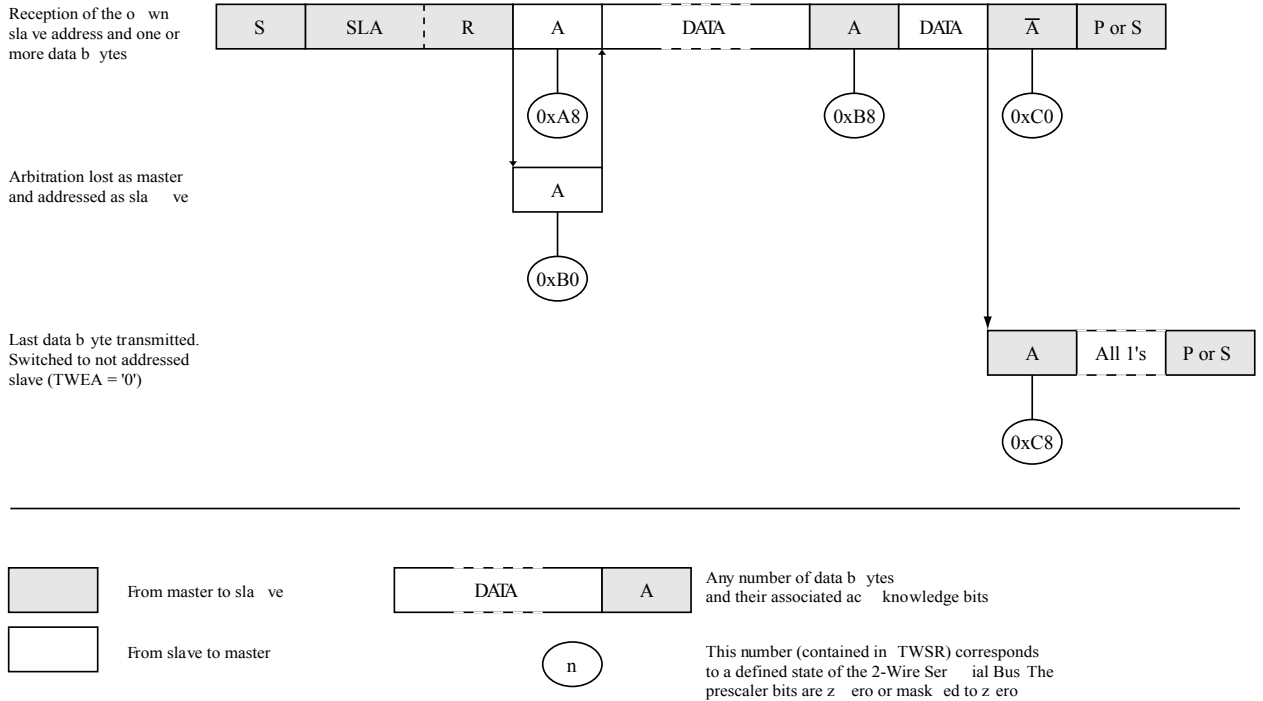 Reception of the o wn
sla ve address and one or
more data b ytes
S SLA R A DATA A DATA A̅ P or S
0xA8 0xB8 0xC0
Arbitration lost as master
and addressed as sla ve
A
0xB0
Last data b yte transmitted.
Switched to not addressed
slave (TWEA = '0')
A All 1's P or S
0xC8
From master to sla ve
DATA A
Any number of data b ytes
and their associated ac knowledge bits
From slave to master
n
This number (contained in TWSR) corresponds
to a defined state of the 2-Wire Ser ial Bus The
prescaler bits are z ero or mask ed to z ero